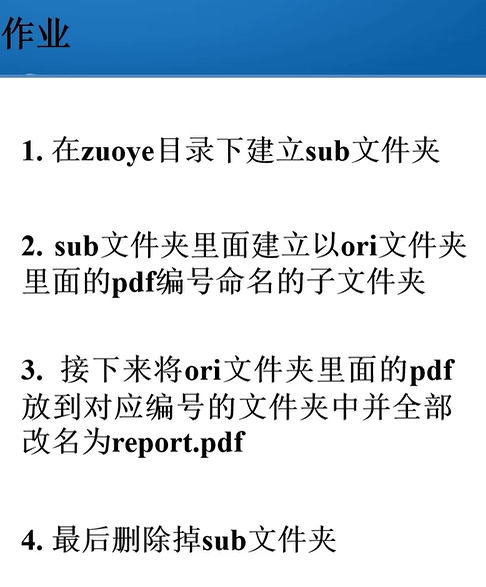 作业
1. 在zuoye目录下建立sub文件夹
2. sub文件夹里面建立以ori文件夹
里面的pdf编号命名的子文件夹
3. 接下来将ori文件夹里面的pdf
放到对应编号的文件夹中并全部
改名为report.pdf
4. 最后删除掉sub文件夹